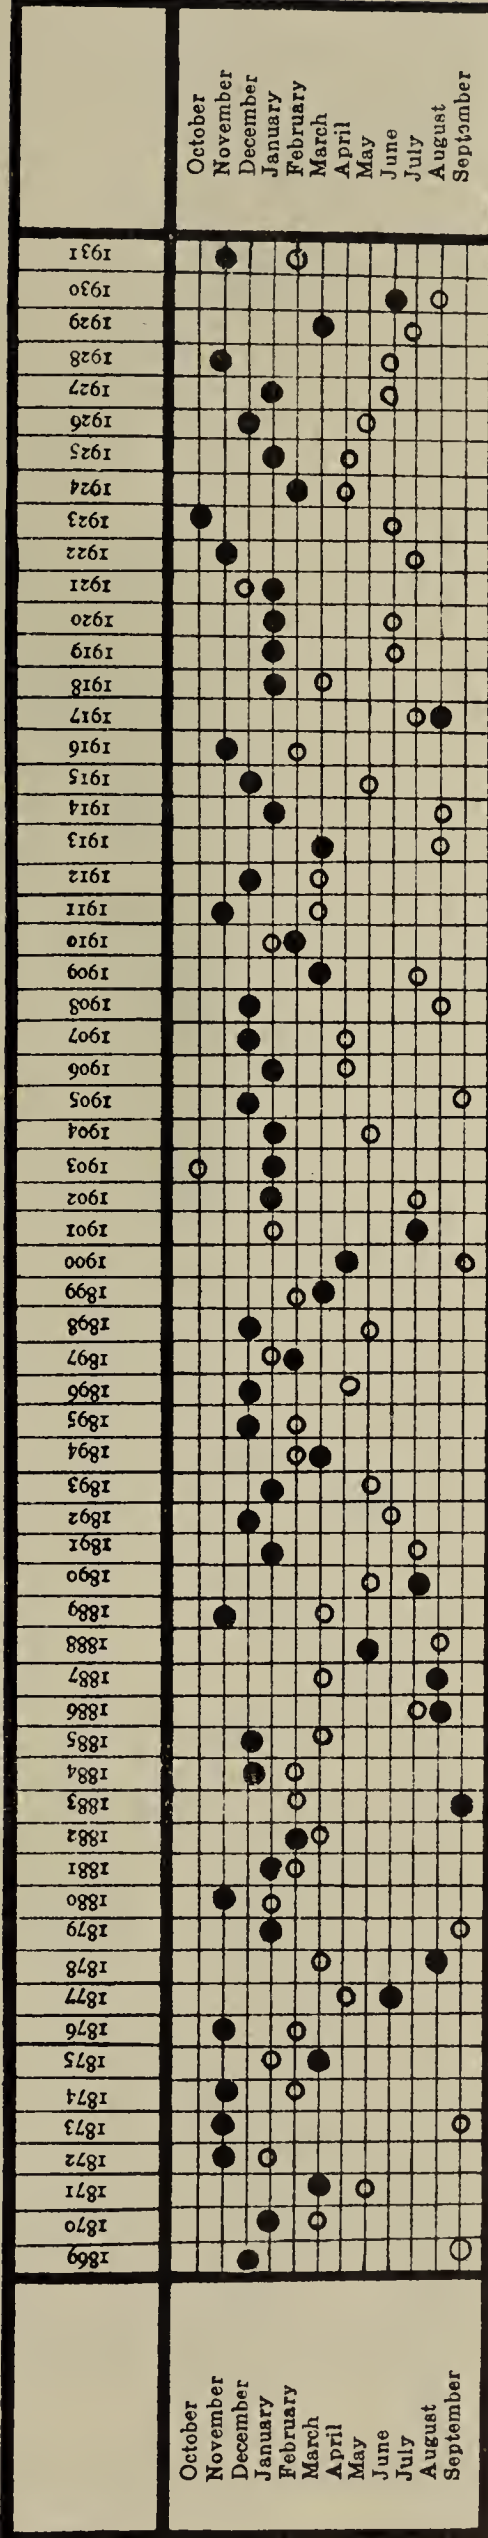 October
November
December
January
February
March
April
May
June
July
August
September
1931
1930
1929
1928
1927
1926
1925
1924
1923
1922
1921
1920
1919
1918
1917
1916
1915
1914
1913
1912
1911
1910
1909
1908
1907
1906
1905
1904
1903
1902
1901
1900
1899
1898
1897
1896
1895
1894
1893
1892
1891
1890
1889
1888
1887
1886
1885
1884
1883
1882
1881
1880
1879
1878
1877
1876
1875
1874
1873
1872
1871
1870
1869
October
November
December
January
February
March
April
May
June
July
August
September